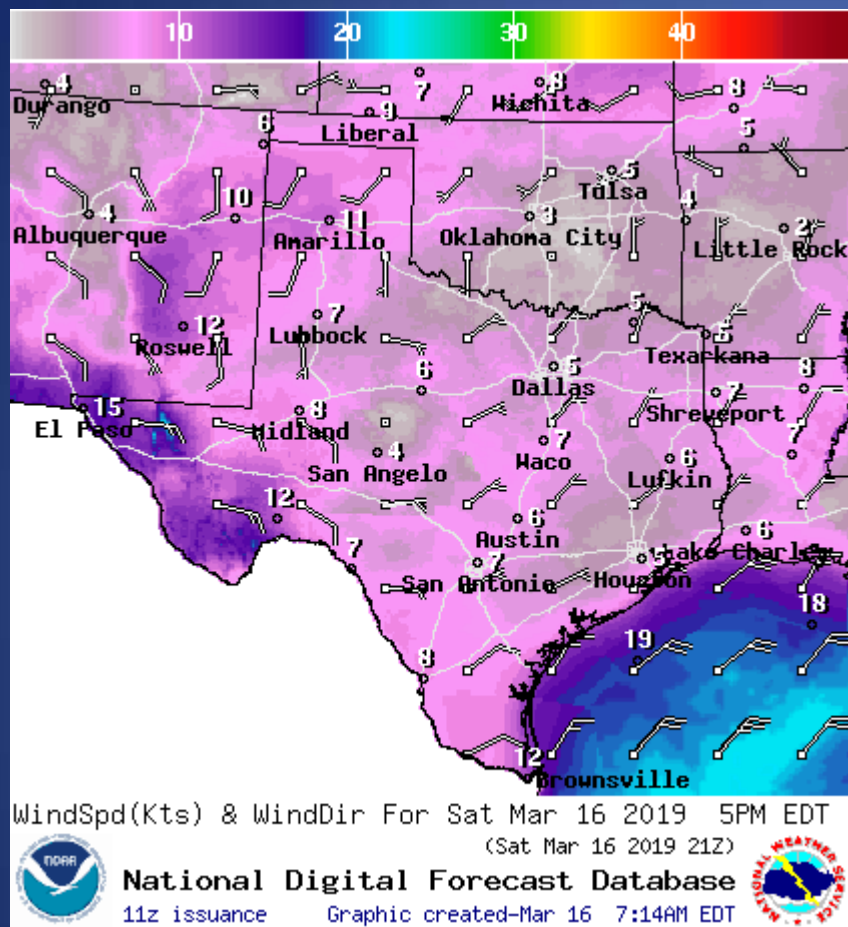 10 20 30 40
4 7 8 8
Durango Wichita
9
Liberal
6 5
5
Tulsa
4 10 11 3 4 2
Albuquerque Amarillo Oklahoma City Little Rock
12 7 5
Roswell Lubbock Texarkana
6 5
Dallas
15 8 7 8
El Paso Midland Shreveport
4 7 6 7
San Angelo Waco Lufkin
12 6 6
Austin
Lake Charles
7 7
San Antonio Houston
18
8 19
12
Brownsville
WindSpd(Kts) & WindDir For Sat Mar 16 2019 5PM EDT
(Sat Mar 16 2019 21Z)
NOAA
National Digital Forecast Database
11z issuance Graphic created-Mar 16 7:14AM EDT
NATIONAL WEATHER SERVICE